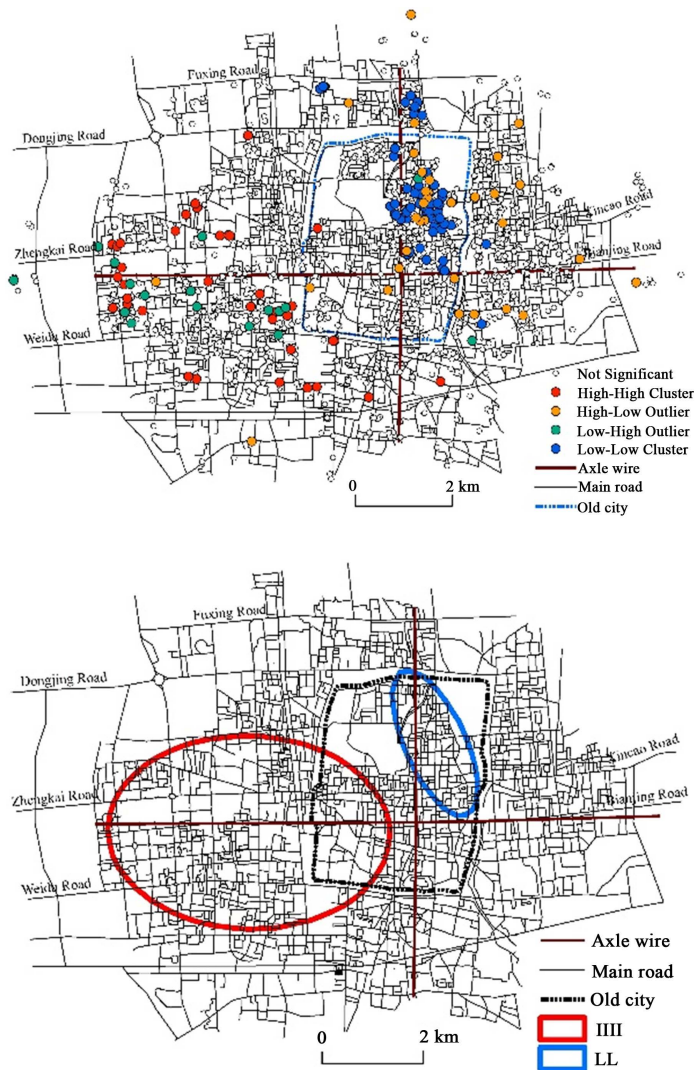 Fuxing Road
Dongjing Road
Xincao Road
Zhengkai Road
Bianjing Road
Weidu Road
Not Significant
High-High Cluster
High-Low Outlier
Low-High Outlier
Low-Low Cluster
Axle wire
Main road
Old city
0 2 km
Fuxing Road
Dongjing Road
Xincao Road
Zhengkai Road
Bianjing Road
Weidu Road
Axle wire
Main road
Old city
IIII
LL
0 2 km